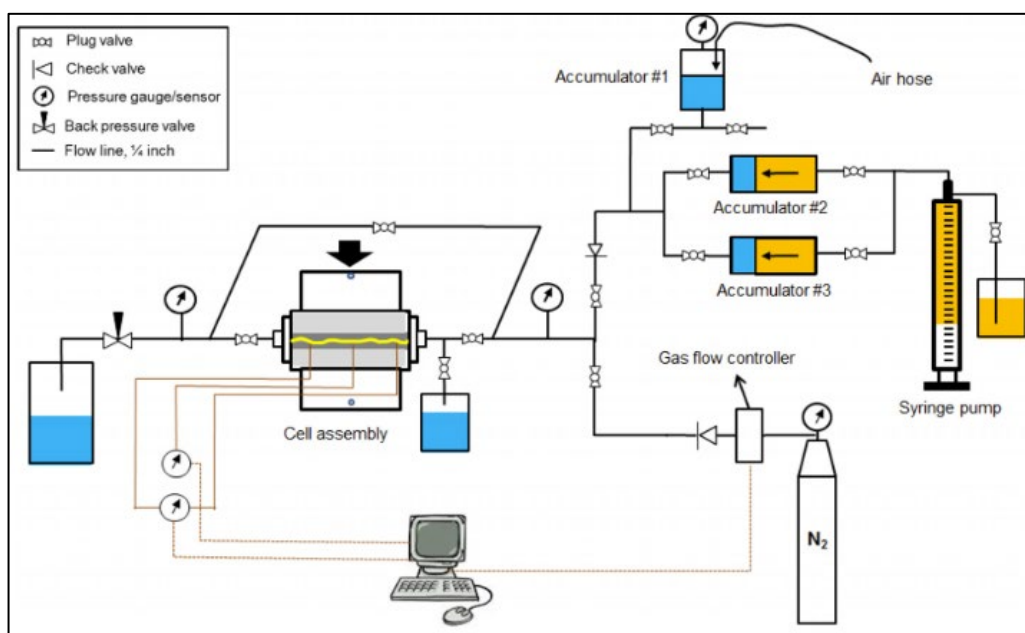 Plug valve
Check valve
Pressure gauge/sensor
Back pressure valve
Flow line, ¼ inch
Accumulator #1
Air hose
Accumulator #2
Accumulator #3
Gas flow controller
Syringe pump
Cell assembly
N₂